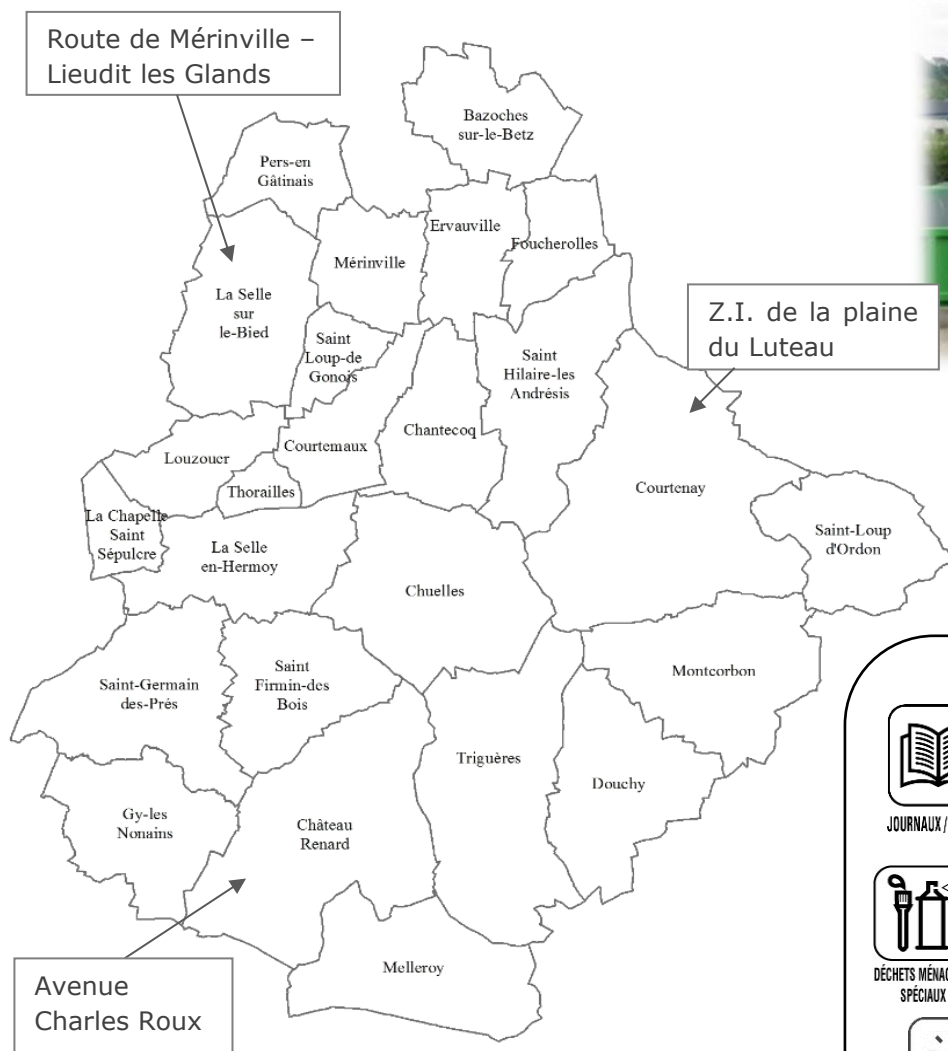 Route de Mérinville –
Lieudit les Glands
Bazoches
sur-le-Betz
Pers-en
Gâtinais
Ervauville
Foucherolles
Mérinville
La Selle
sur
le-Bied
Z.I. de la plaine
du Luteau
Saint
Loup-de
Gonois
Saint
Hilaire-les
Andrésis
Chantecoq
Courtemaux
Louzouer
Thorailles
Courtenay
La Chapelle
Saint
Sépulcre
Saint-Loup
d'Ordon
La Selle
en-Hermoy
Chuelles
Saint-Germain
des-Prés
Saint
Firmin-des
Bois
Montcorbon
Triguères
Douchy
Gy-les
Nonains
Château
Renard
Melleroy
Avenue
Charles Roux
JOURNAUX /
SPÉCIAUX